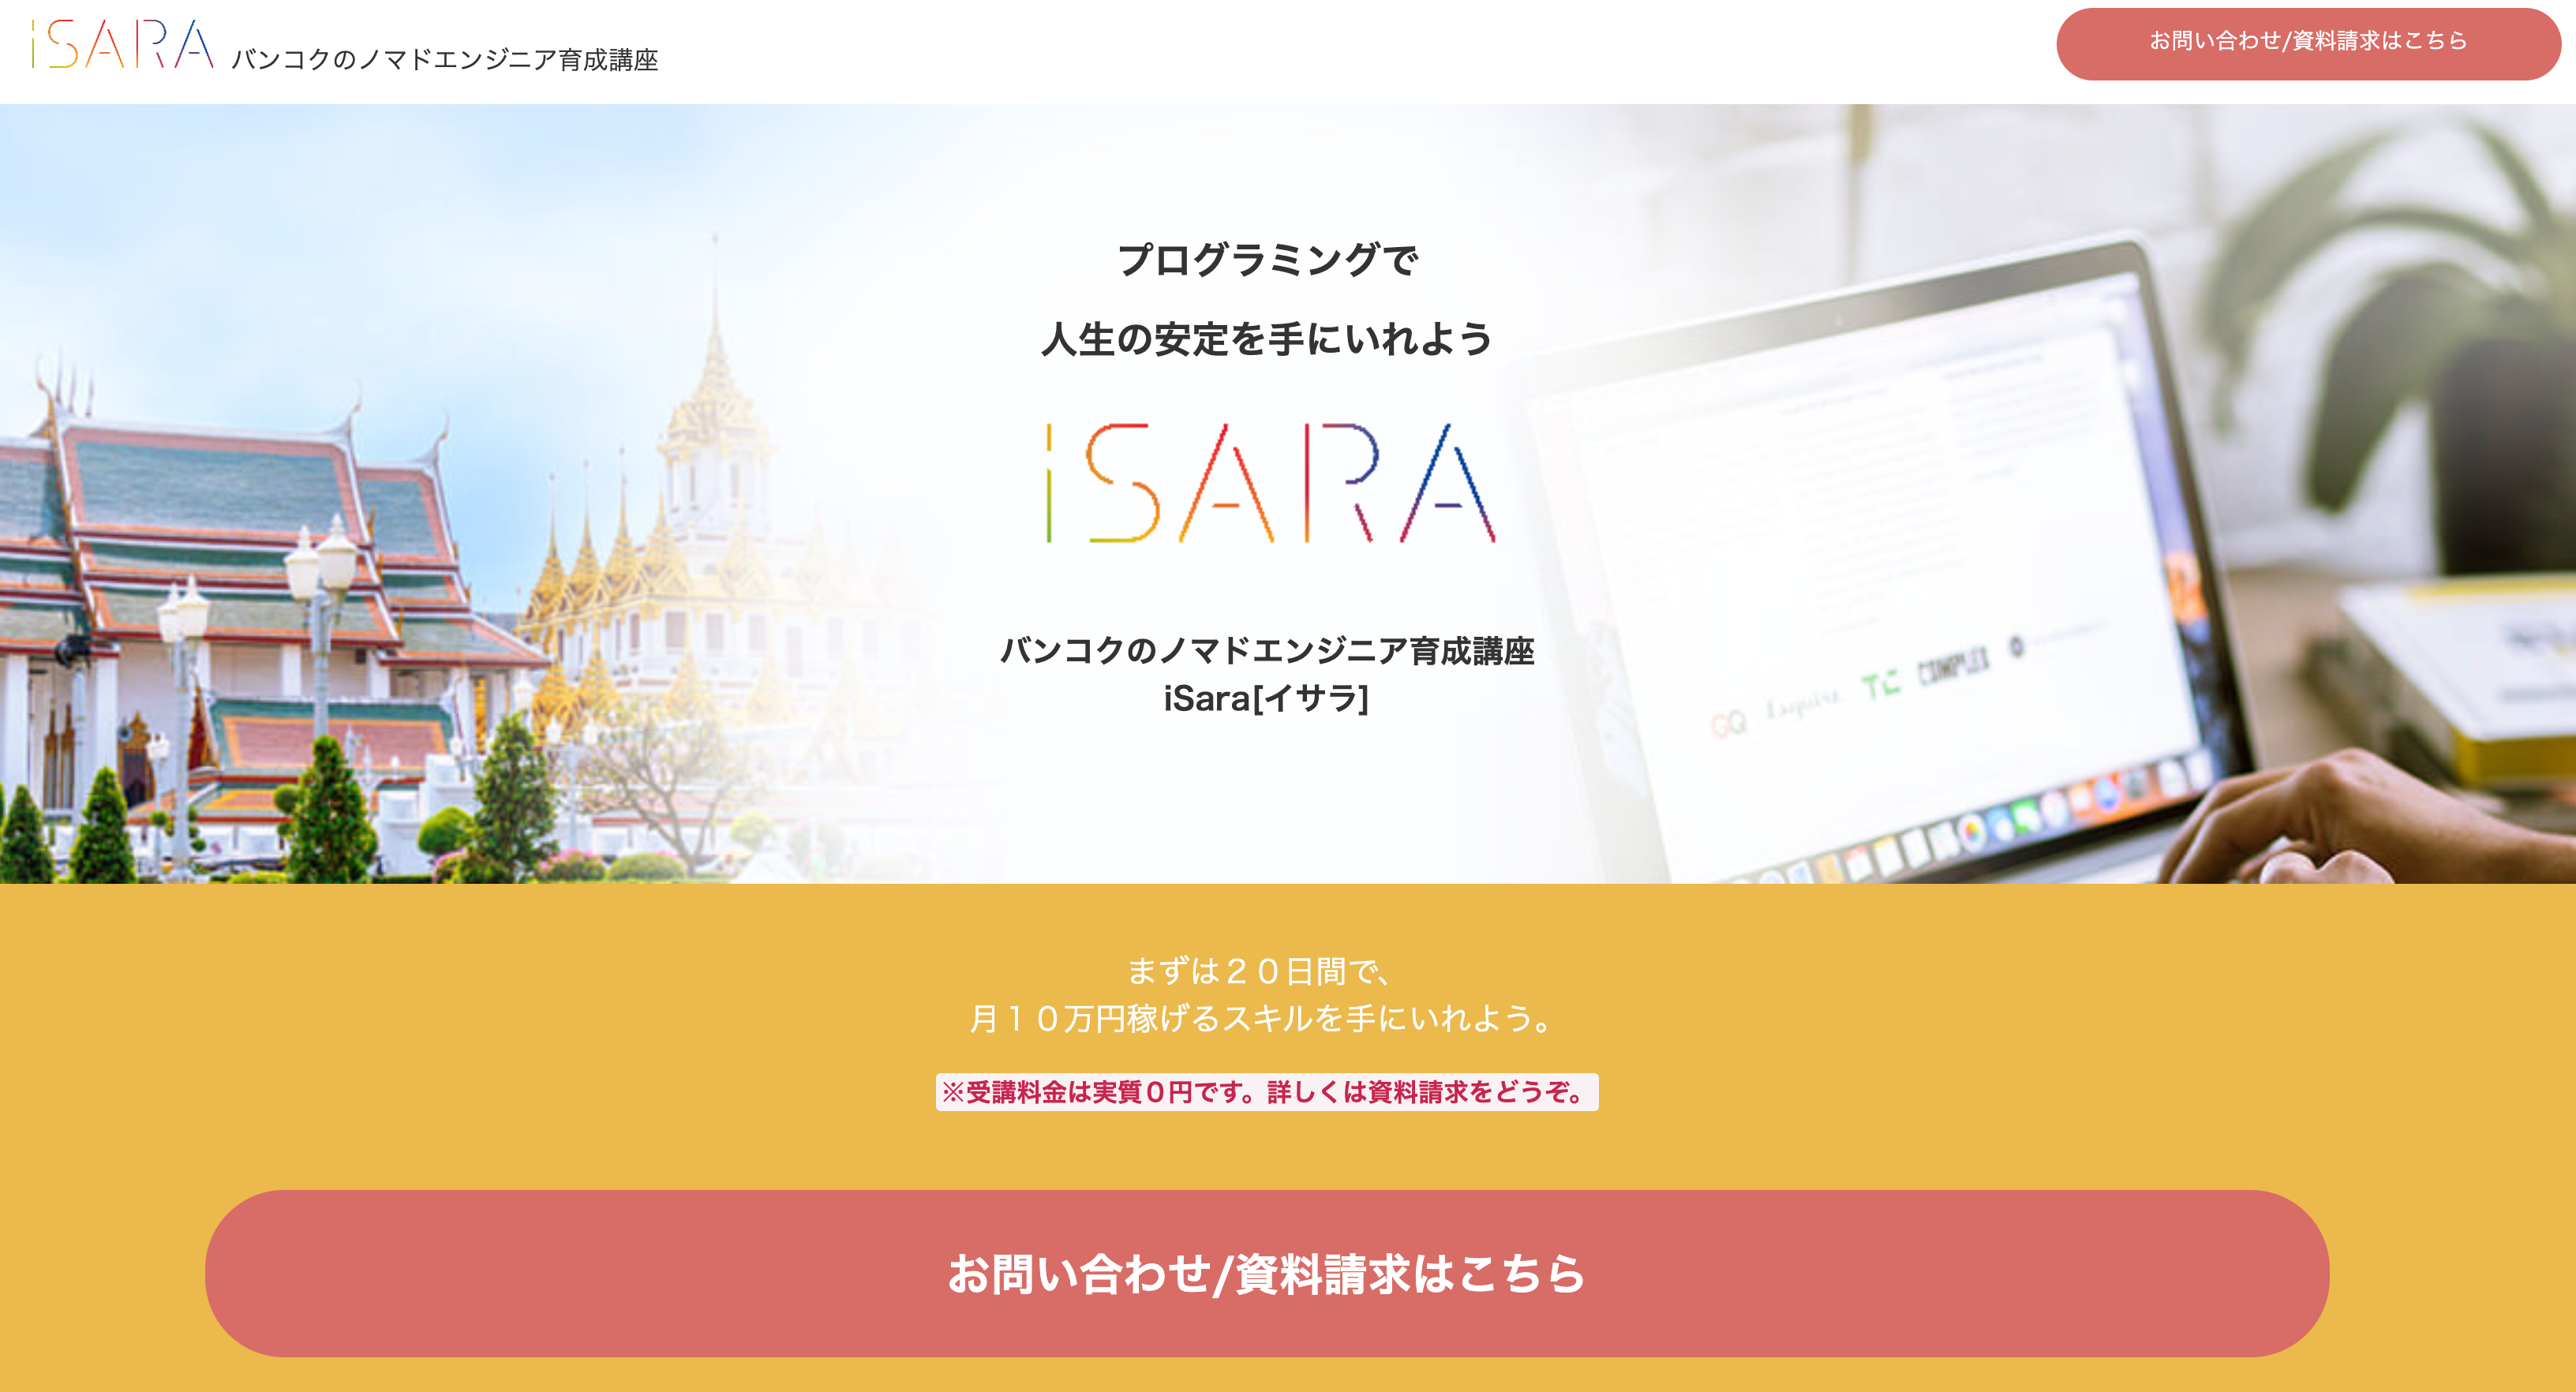 iSARA バンコクのノマドエンジニア育成講座
お問い合わせ/資料請求はこちら
プログラミングで
人生の安定を手にいれよう
iSARA
バンコクのノマドエンジニア育成講座
iSara[イサラ]
GQ Esquire TC COMPLEX
まずは２０日間で、
月１０万円稼げるスキルを手にいれよう。
※受講料金は実質０円です。詳しくは資料請求をどうぞ。
お問い合わせ/資料請求はこちら